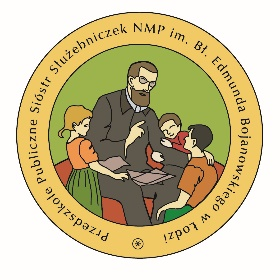 Przedszkole Publiczne Sióstr Służebniczek NMP im. Bł. Edmunda Bojanowskiego w Łodzi